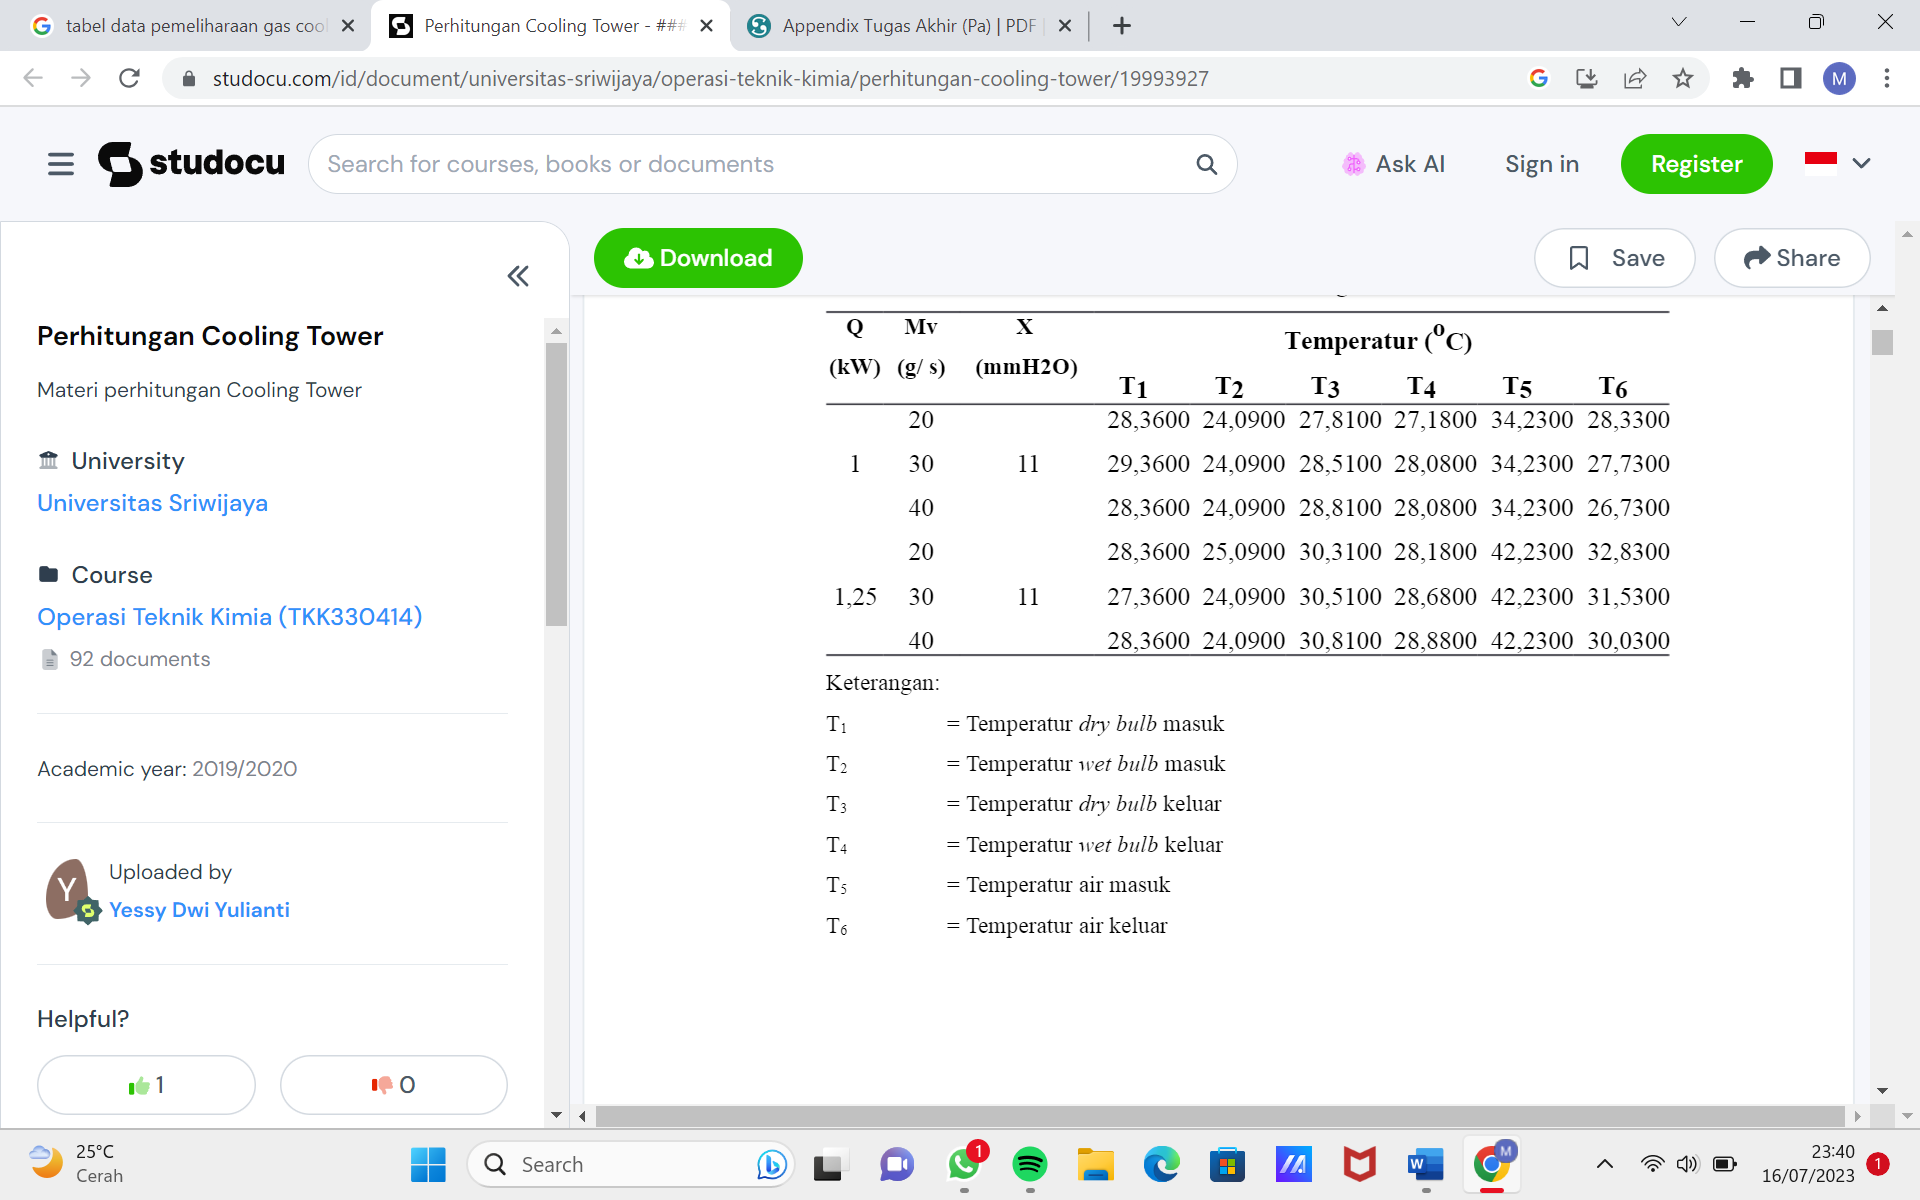 tabel data pemeliharaan gas cool
Perhitungan Cooling Tower - ###
Appendix Tugas Akhir (Pa) | PDF
studocu.com/id/document/universitas-sriwijaya/operasi-teknik-kimia/perhitungan-cooling-tower/19993927
M
studocu
Search for courses, books or documents
Ask AI
Sign in
Register
Download
Save
Share
Perhitungan Cooling Tower
Materi perhitungan Cooling Tower
University
Universitas Sriwijaya
Course
Operasi Teknik Kimia (TKK330414)
92 documents
Academic year: 2019/2020
Y
Uploaded by
Yessy Dwi Yulianti
Helpful?
1 0
Q Mv X Temperatur (°C)
(kW) (g/ s) (mmH2O)
T1 T2 T3 T4 T5 T6
20 28,3600 24,0900 27,8100 27,1800 34,2300 28,3300
1 30 11 29,3600 24,0900 28,5100 28,0800 34,2300 27,7300
40 28,3600 24,0900 28,8100 28,0800 34,2300 26,7300
20 28,3600 25,0900 30,3100 28,1800 42,2300 32,8300
1,25 30 11 27,3600 24,0900 30,5100 28,6800 42,2300 31,5300
40 28,3600 24,0900 30,8100 28,8800 42,2300 30,0300
Keterangan:
T1 = Temperatur dry bulb masuk
T2 = Temperatur wet bulb masuk
T3 = Temperatur dry bulb keluar
T4 = Temperatur wet bulb keluar
T5 = Temperatur air masuk
T6 = Temperatur air keluar
25°C
Cerah
Search
1
W
M
23:40
16/07/2023
1